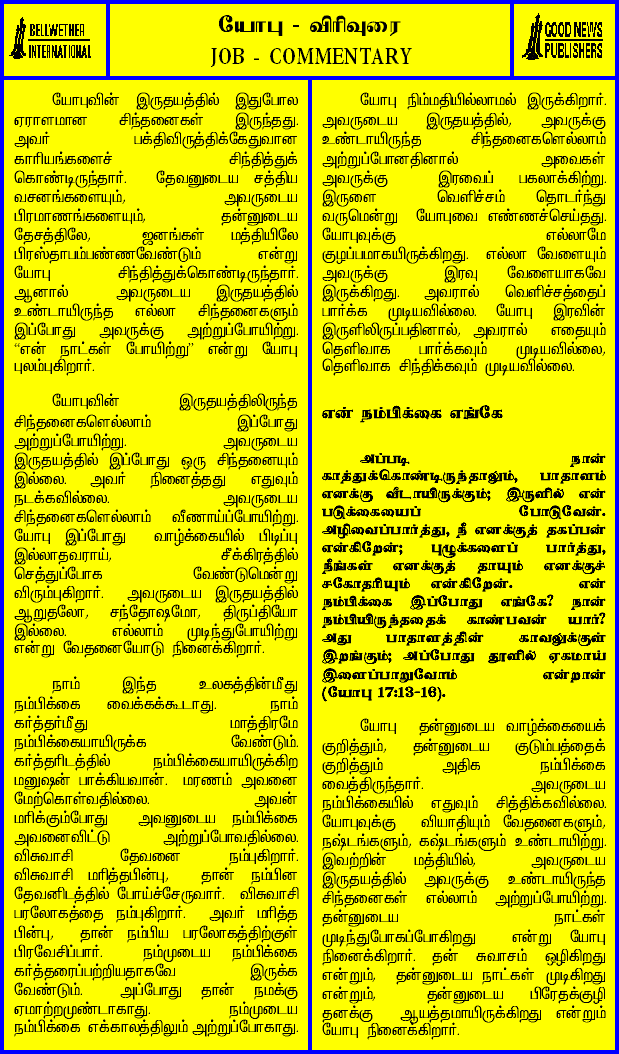 BELLWETHER
INTERNATIONAL
யோபு - விரிவுரை
JOB - COMMENTARY
GOOD NEWS
PUBLISHERS
யோபுவின் இருதயத்தில் இதுபோல
ஏராளமான சிந்தனைகள் இருந்தது.
அவர் பக்திவிருத்திக்கேதுவான
காரியங்களைச் சிந்தித்துக்
கொண்டிருந்தார். தேவனுடைய சத்திய
வசனங்களையும், அவருடைய
பிரமாணங்களையும், தன்னுடைய
தேசத்திலே, ஜனங்கள் மத்தியிலே
பிரஸ்தாபம்பண்ணவேண்டும் என்று
யோபு சிந்தித்துக்கொண்டிருந்தார்.
ஆனால் அவருடைய இருதயத்தில்
உண்டாயிருந்த எல்லா சிந்தனைகளும்
இப்போது அவருக்கு அற்றுப்போயிற்று.
“என் நாட்கள் போயிற்று” என்று யோபு
புலம்புகிறார்.
யோபுவின் இருதயத்திலிருந்த
சிந்தனைகளெல்லாம் இப்போது
அற்றுப்போயிற்று. அவருடைய
இருதயத்தில் இப்போது ஒரு சிந்தனையும்
இல்லை. அவர் நினைத்தது எதுவும்
நடக்கவில்லை. அவருடைய
சிந்தனைகளெல்லாம் வீணாய்ப்போயிற்று.
யோபு இப்போது வாழ்க்கையில் பிடிப்பு
இல்லாதவராய், சீக்கிரத்தில்
செத்துப்போக வேண்டுமென்று
விரும்புகிறார். அவருடைய இருதயத்தில்
ஆறுதலோ, சந்தோஷமோ, திருப்தியோ
இல்லை. எல்லாம் முடிந்துபோயிற்று
என்று வேதனையோடு நினைக்கிறார்.
நாம் இந்த உலகத்தின்மீது
நம்பிக்கை வைக்கக்கூடாது. நாம்
கர்த்தர்மீது மாத்திரமே
நம்பிக்கையாயிருக்க வேண்டும்.
கர்த்தரிடத்தில் நம்பிக்கையாயிருக்கிற
மனுஷன் பாக்கியவான். மரணம் அவனை
மேற்கொள்வதில்லை. அவன்
மரிக்கும்போது அவனுடைய நம்பிக்கை
அவனைவிட்டு அற்றுப்போவதில்லை.
விசுவாசி தேவனை நம்புகிறார்.
விசுவாசி மரித்தபின்பு, தான் நம்பின
தேவனிடத்தில் போய்ச்சேருவார். விசுவாசி
பரலோகத்தை நம்புகிறார். அவர் மரித்த
பின்பு, தான் நம்பிய பரலோகத்திற்குள்
பிரவேசிப்பார். நம்முடைய நம்பிக்கை
கர்த்தரைப்பற்றியதாகவே இருக்க
வேண்டும். அப்போது தான் நமக்கு
ஏமாற்றமுண்டாகாது. நம்முடைய
நம்பிக்கை எக்காலத்திலும் அற்றுப்போகாது.
யோபு நிம்மதியில்லாமல் இருக்கிறார்.
அவருடைய இருதயத்தில், அவருக்கு
உண்டாயிருந்த சிந்தனைகளெல்லாம்
அற்றுப்போனதினால் அவைகள்
அவருக்கு இரவைப் பகலாக்கிற்று.
இருளை வெளிச்சம் தொடர்ந்து
வருமென்று யோபுவை எண்ணச்செய்தது.
யோபுவுக்கு எல்லாமே
குழப்பமாகயிருக்கிறது. எல்லா வேளையும்
அவருக்கு இரவு வேளையாகவே
இருக்கிறது. அவரால் வெளிச்சத்தைப்
பார்க்க முடியவில்லை. யோபு இரவின்
இருளிலிருப்பதினால், அவரால் எதையும்
தெளிவாக பார்க்கவும் முடியவில்லை,
தெளிவாக சிந்திக்கவும் முடியவில்லை.
என் நம்பிக்கை எங்கே
அப்படி நான்
காத்துக்கொண்டிருந்தாலும், பாதாளம்
எனக்கு வீடாயிருக்கும்; இருளில் என்
படுக்கையைப் போடுவேன்.
அழிவைப்பார்த்து, நீ எனக்குத் தகப்பன்
என்கிறேன்; புழுக்களைப் பார்த்து,
நீங்கள் எனக்குத் தாயும் எனக்குச்
சகோதரியும் என்கிறேன். என்
நம்பிக்கை இப்போது எங்கே? நான்
நம்பியிருந்ததைக் காண்பவன் யார்?
அது பாதாளத்தின் காவலுக்குள்
இறங்கும்; அப்போது தூளில் ஏகமாய்
இளைப்பாறுவோம் என்றான்
(யோபு 17:13-16).
யோபு தன்னுடைய வாழ்க்கையைக்
குறித்தும், தன்னுடைய குடும்பத்தைக்
குறித்தும் அதிக நம்பிக்கை
வைத்திருந்தார். அவருடைய
நம்பிக்கையில் எதுவும் சித்திக்கவில்லை.
யோபுவுக்கு வியாதியும் வேதனைகளும்,
நஷ்டங்களும், கஷ்டங்களும் உண்டாயிற்று.
இவற்றின் மத்தியில், அவருடைய
இருதயத்தில் அவருக்கு உண்டாயிருந்த
சிந்தனைகள் எல்லாம் அற்றுப்போயிற்று.
தன்னுடைய நாட்கள்
முடிந்துபோகப்போகிறது என்று யோபு
நினைக்கிறார். தன் சுவாசம் ஒழிகிறது
என்றும், தன்னுடைய நாட்கள் முடிகிறது
என்றும், தன்னுடைய பிரேதக்குழி
தனக்கு ஆயத்தமாயிருக்கிறது என்றும்
யோபு நினைக்கிறார்.